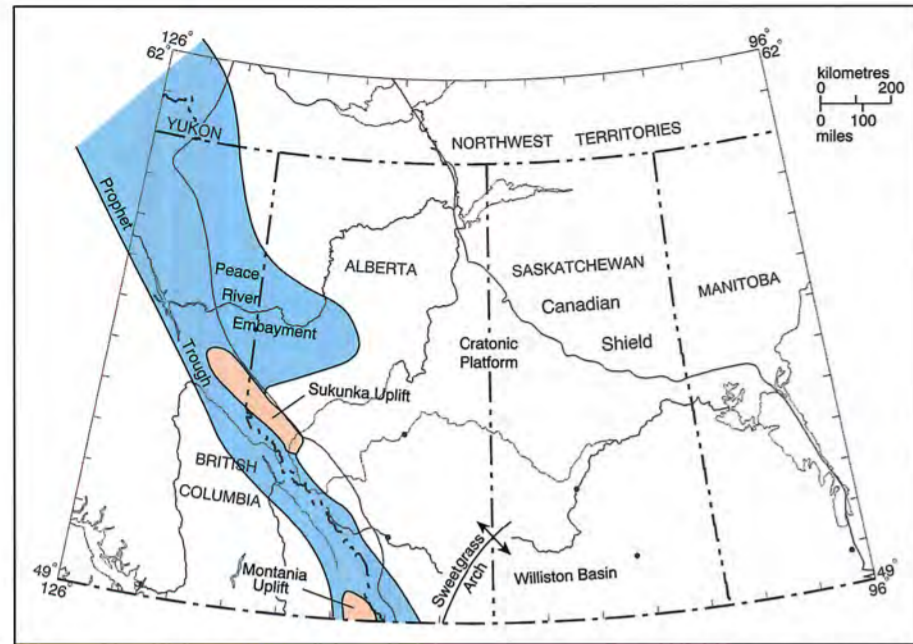 126°
62°
96°
62°
kilometres
0 200
0 100
miles
YUKON
NORTHWEST TERRITORIES
Prophet
Trough
Peace
River
Embayment
ALBERTA
SASKATCHEWAN
Canadian
Shield
MANITOBA
Cratonic
Platform
Sukunka Uplift
BRITISH
COLUMBIA
Montania
Uplift
Sweetgrass
Arch
Williston Basin
49°
126°
49°
96°